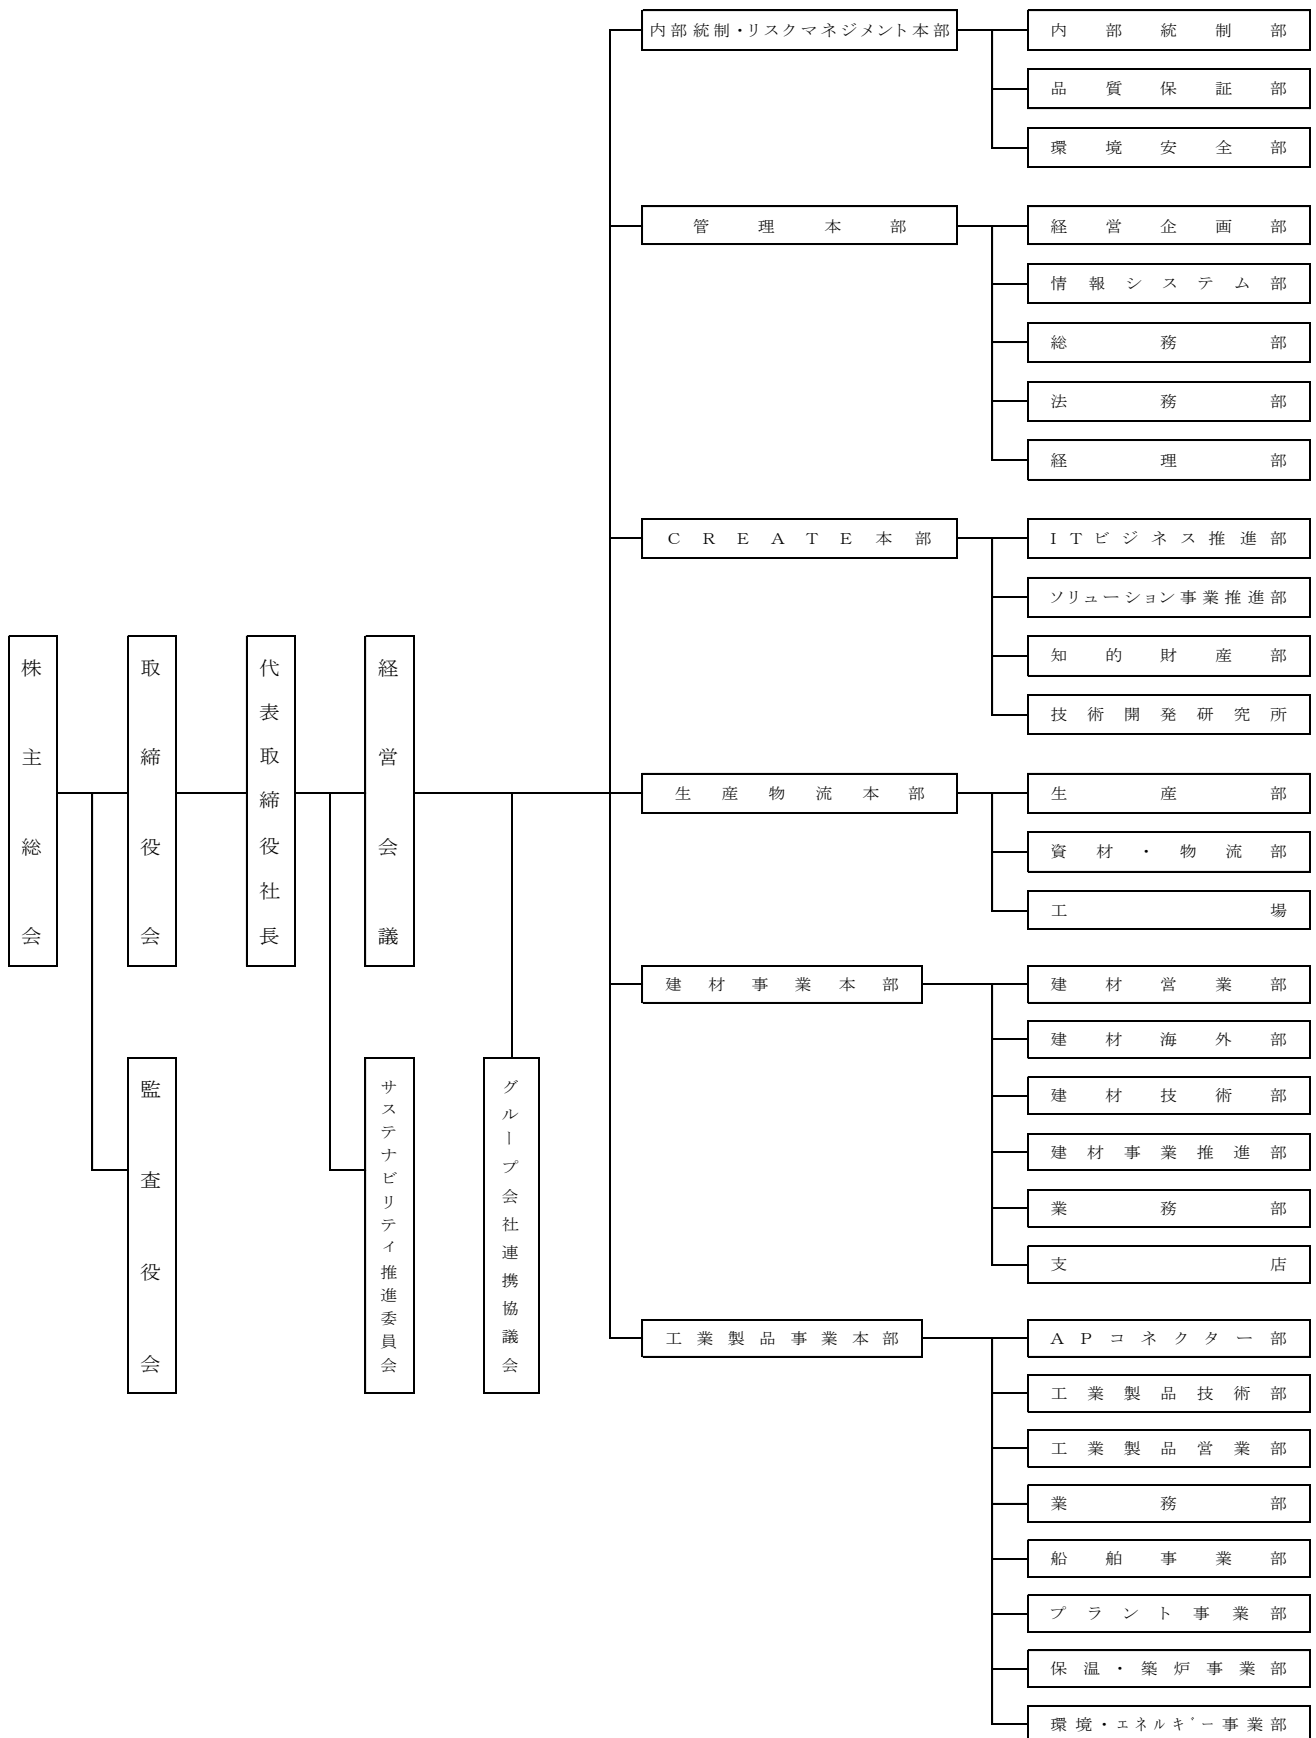 株主総会
取締役会
監査役会
代表取締役社長
経営会議
サステナビリティ推進委員会
グループ会社連携協議会
内部統制・リスクマネジメント本部
内部統制部
品質保証部
環境安全部
管理本部
経営企画部
情報システム部
総務部
法務部
経理部
CREATE本部
ITビジネス推進部
ソリューション事業推進部
知的財産部
技術開発研究所
生産物流本部
生産部
資材・物流部
工場
建材事業本部
建材営業部
建材海外部
建材技術部
建材事業推進部
業務部
支店
工業製品事業本部
APコネクター部
工業製品技術部
工業製品営業部
業務部
船舶事業部
プラント事業部
保温・築炉事業部
環境・エネルギー事業部